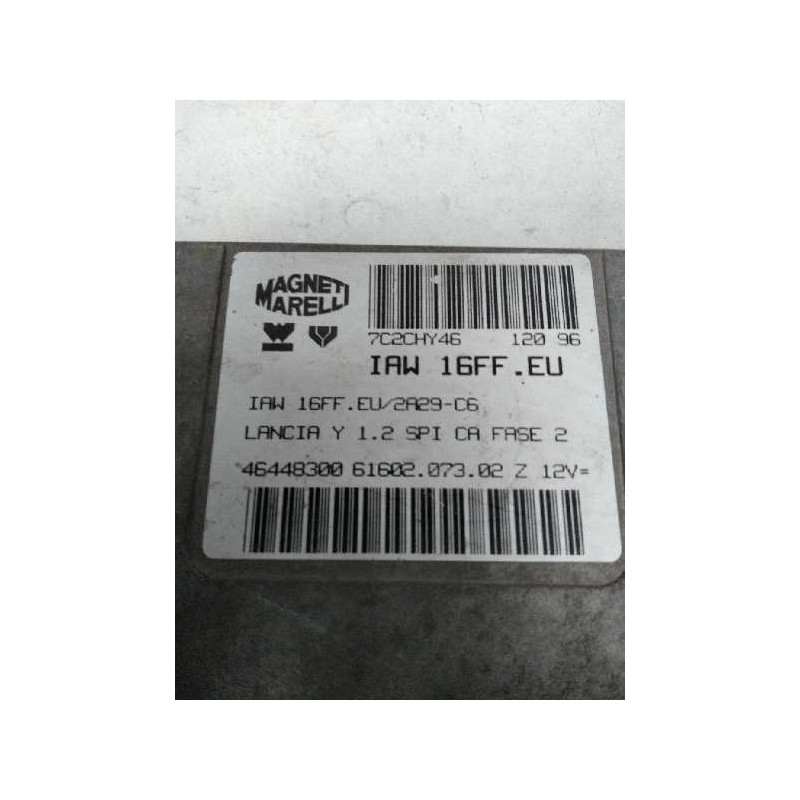 MAGNETI
MARELLI
7C2CHY46 120 96
IAW 16FF.EU
IAW 16FF.EU/2A29-C6
LANCIA Y 1.2 SPI CA FASE 2
*46448300 61602.073.02 Z 12V=